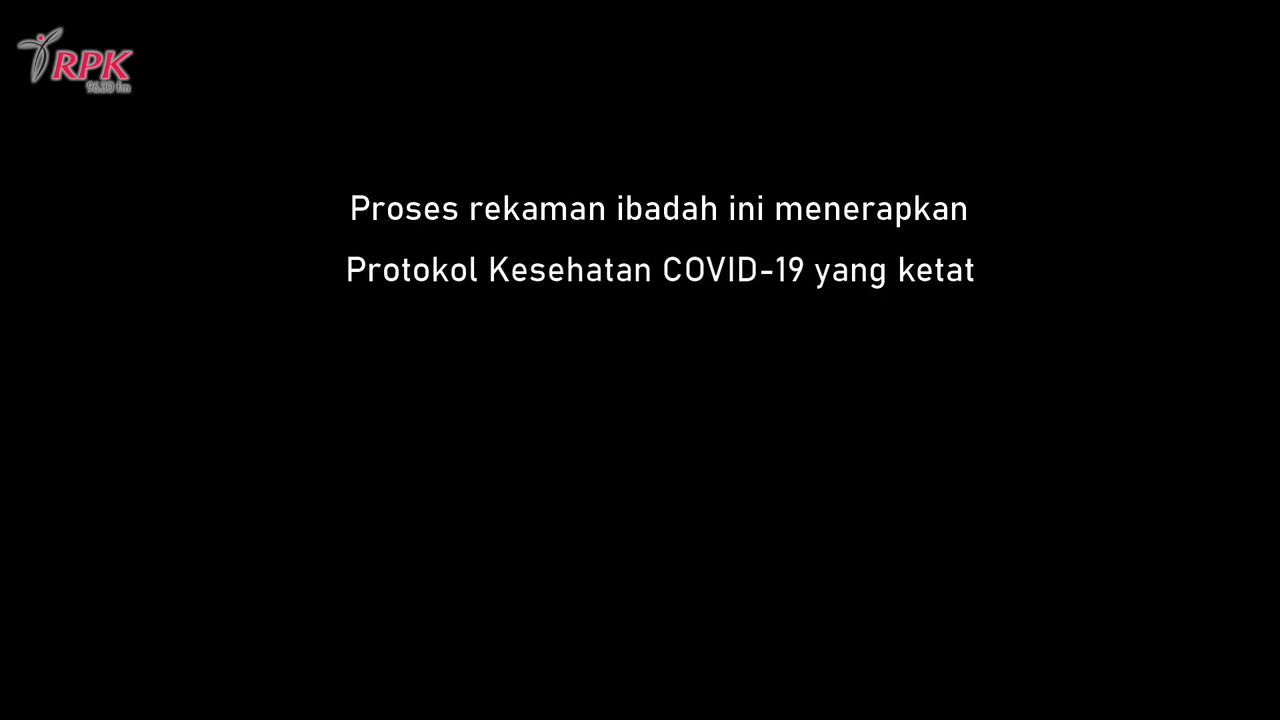 RPK
96.30 fm
Proses rekaman ibadah ini menerapkan
Protokol Kesehatan COVID-19 yang ketat